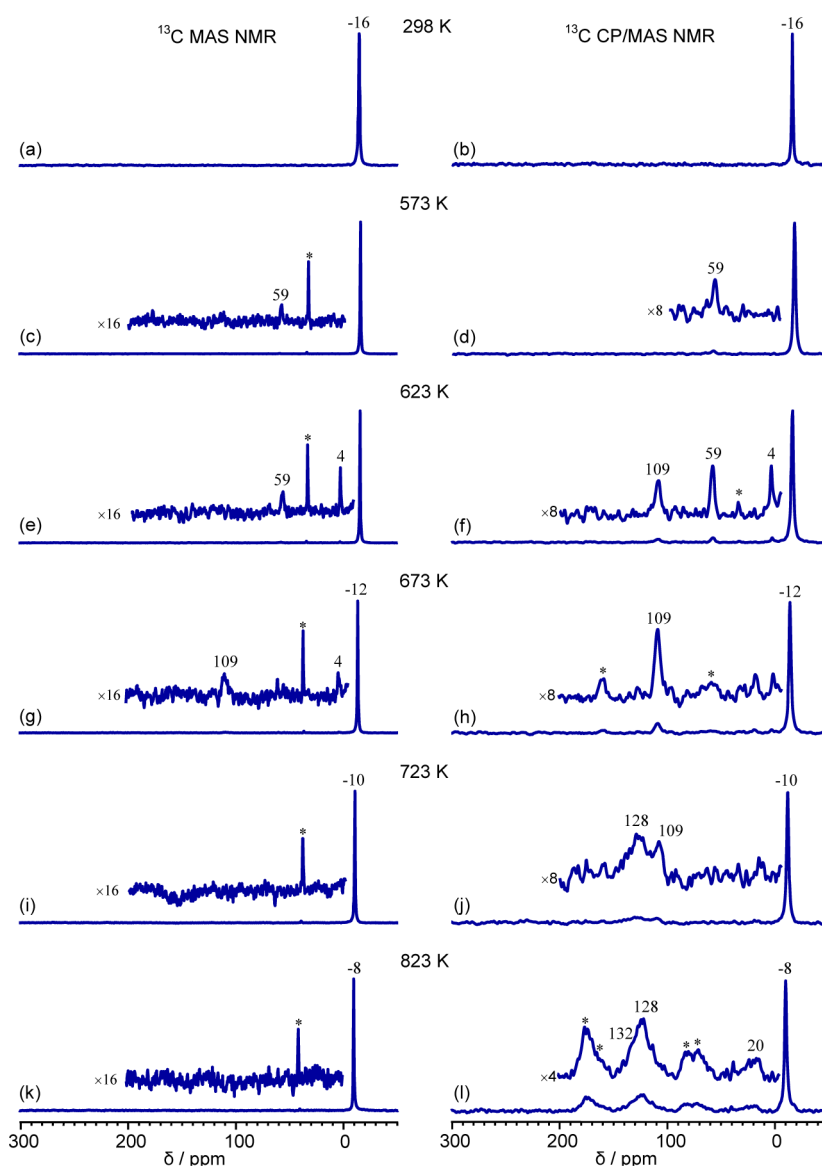 ¹³C MAS NMR -16 298 K ¹³C CP/MAS NMR -16
(a) (b)
573 K
59 * 59
×16 ×8
(c) (d)
623 K
59 * 4 109 59 * 4
×16 ×8
(e) (f)
-12 673 K -12
109 * 4 * 109 *
×16 ×8
(g) (h)
-10 723 K -10
* 128 109
×16 ×8
(i) (j)
-8 823 K -8
* * * 132 128 * * 20
×16 ×4
(k) (l)
300 200 100 0 300 200 100 0
δ / ppm δ / ppm